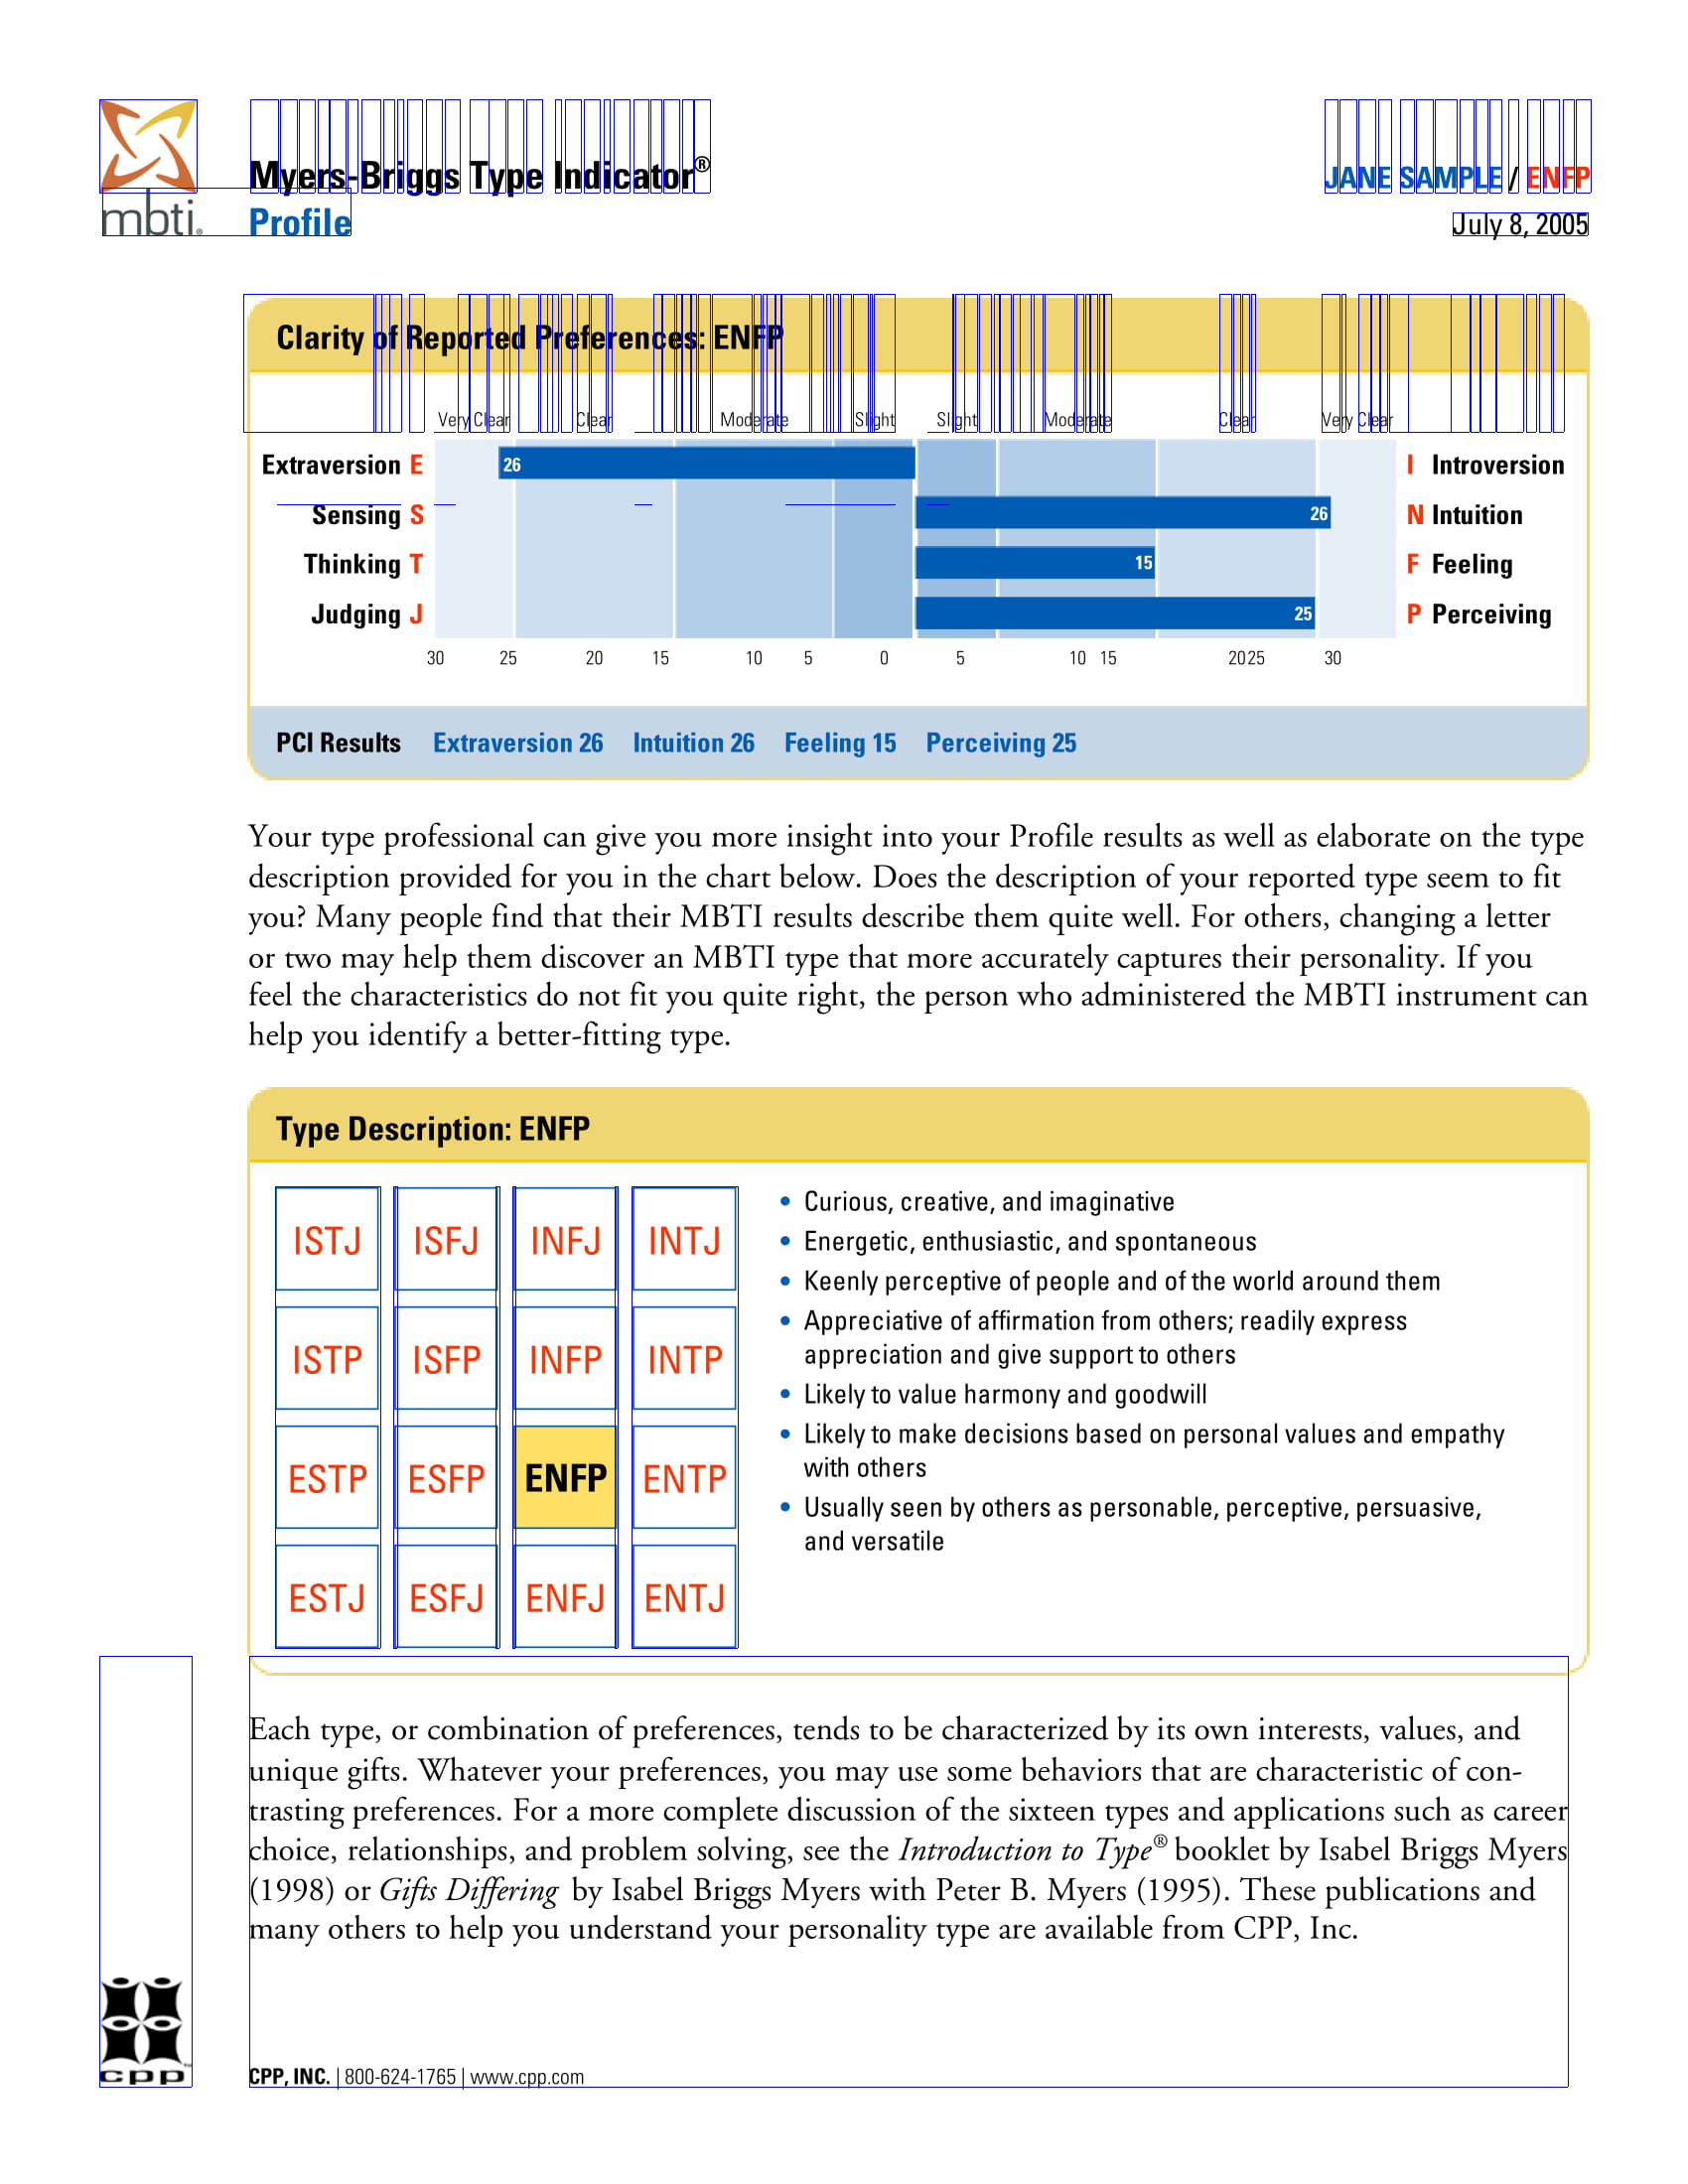 Myers-Briggs Type Indicator®
Profile
mbti®
JANE SAMPLE / ENFP
July 8, 2005
Clarity of Reported Preferences: ENFP
Very Clear Clear Moderate Slight Slight Moderate Clear Very Clear
Extraversion E 26 I Introversion
Sensing S 26 N Intuition
Thinking T 15 F Feeling
Judging J 25 P Perceiving
30 25 20 15 10 5 0 5 10 15 20 25 30
PCI Results Extraversion 26 Intuition 26 Feeling 15 Perceiving 25
Your type professional can give you more insight into your Profile results as well as elaborate on the type
description provided for you in the chart below. Does the description of your reported type seem to fit
you? Many people find that their MBTI results describe them quite well. For others, changing a letter
or two may help them discover an MBTI type that more accurately captures their personality. If you
feel the characteristics do not fit you quite right, the person who administered the MBTI instrument can
help you identify a better-fitting type.
Type Description: ENFP
ISTJ ISFJ INFJ INTJ
ISTP ISFP INFP INTP
ESTP ESFP ENFP ENTP
ESTJ ESFJ ENFJ ENTJ
• Curious, creative, and imaginative
• Energetic, enthusiastic, and spontaneous
• Keenly perceptive of people and of the world around them
• Appreciative of affirmation from others; readily express
appreciation and give support to others
• Likely to value harmony and goodwill
• Likely to make decisions based on personal values and empathy
with others
• Usually seen by others as personable, perceptive, persuasive,
and versatile
Each type, or combination of preferences, tends to be characterized by its own interests, values, and
unique gifts. Whatever your preferences, you may use some behaviors that are characteristic of con-
trasting preferences. For a more complete discussion of the sixteen types and applications such as career
choice, relationships, and problem solving, see the Introduction to Type® booklet by Isabel Briggs Myers
(1998) or Gifts Differing by Isabel Briggs Myers with Peter B. Myers (1995). These publications and
many others to help you understand your personality type are available from CPP, Inc.
cpp™
CPP, INC. | 800-624-1765 | www.cpp.com